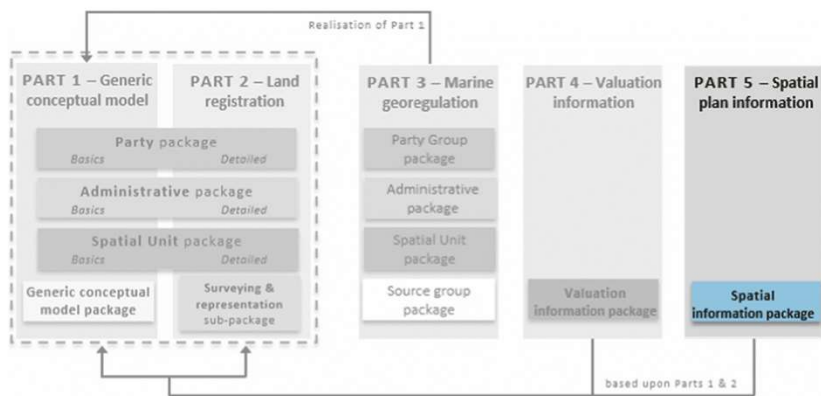 Realisation of Part 1
PART 1 – Generic
conceptual model
PART 2 – Land
registration
Party package
Basics
Detailed
Administrative package
Basics
Detailed
Spatial Unit package
Basics
Detailed
Generic conceptual
model package
Surveying &
representation
sub-package
PART 3 – Marine
georegulation
Party Group
package
Administrative
package
Spatial Unit
package
Source group
package
PART 4 – Valuation
information
Valuation
information package
PART 5 – Spatial
plan information
Spatial
information package
based upon Parts 1 & 2